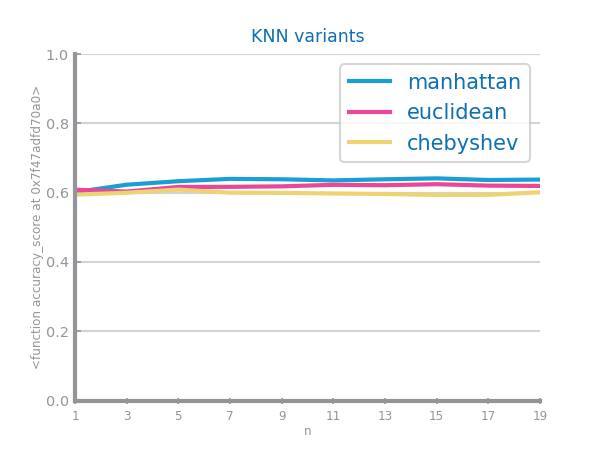 KNN variants
<function accuracy_score at 0x7f47adfd70a0>
1.0
0.8
0.6
0.4
0.2
0.0
manhattan
euclidean
chebyshev
1 3 5 7 9 11 13 15 17 19
n